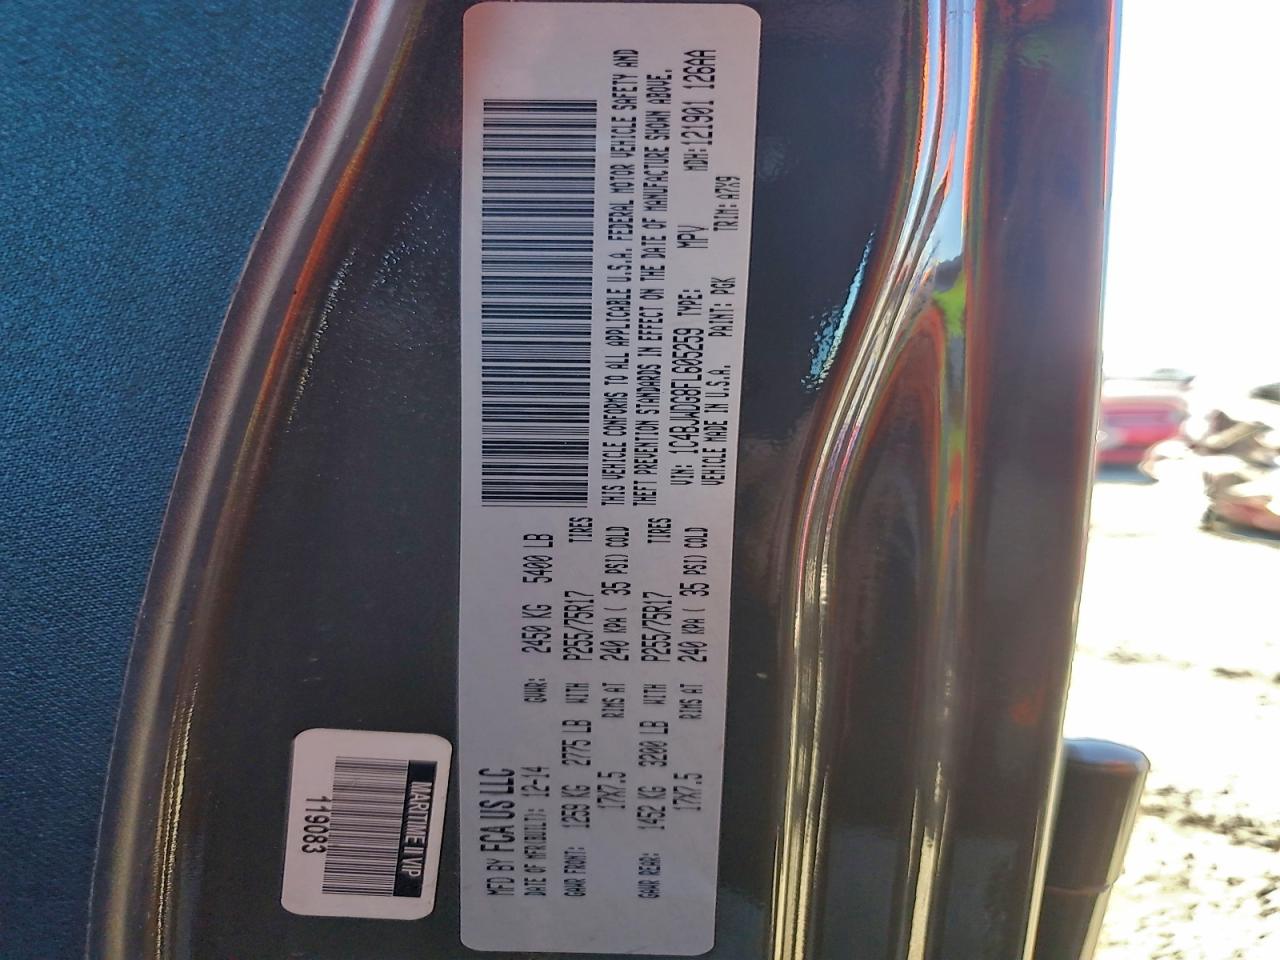 MFD BY FCA US LLC
DATE OF MFR(BUILT): 12-14
GVWR: 2450 KG 5400 LB
GAWR FRONT: 1259 KG 2775 LB WITH P255/75R17 TIRES
17X7.5 RIMS AT 240 KPA ( 35 PSI) COLD
GAWR REAR: 1452 KG 3200 LB WITH P255/75R17 TIRES
17X7.5 RIMS AT 240 KPA ( 35 PSI) COLD
THIS VEHICLE CONFORMS TO ALL APPLICABLE U.S.A. FEDERAL MOTOR VEHICLE SAFETY AND
THEFT PREVENTION STANDARDS IN EFFECT ON THE DATE OF MANUFACTURE SHOWN ABOVE.
VIN: 1C4BJWDG8FL605259 TYPE: MPV MDH:121901 126AA
VEHICLE MADE IN U.S.A. PAINT: PGK TRIM: A7X9
MARITIME IVIP
119083